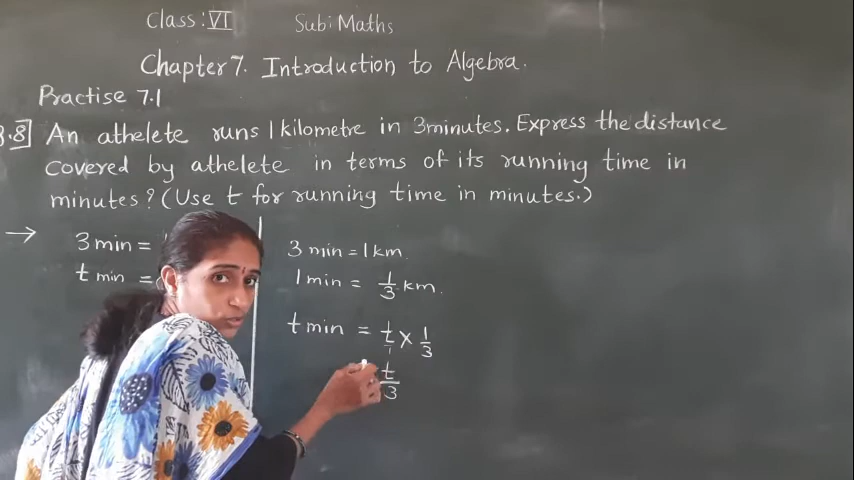 Class: VI Subi Maths
Chapter 7. Introduction to Algebra.
Practise 7.1
8] An athelete runs 1 kilometre in 3 minutes. Express the distance
covered by athelete in terms of its running time in
minutes? (Use t for running time in minutes.)
→ 3 min =
t min =
3 min = 1 km.
1 min = 1/3 km.
t min = t/1 × 1/3
t/3